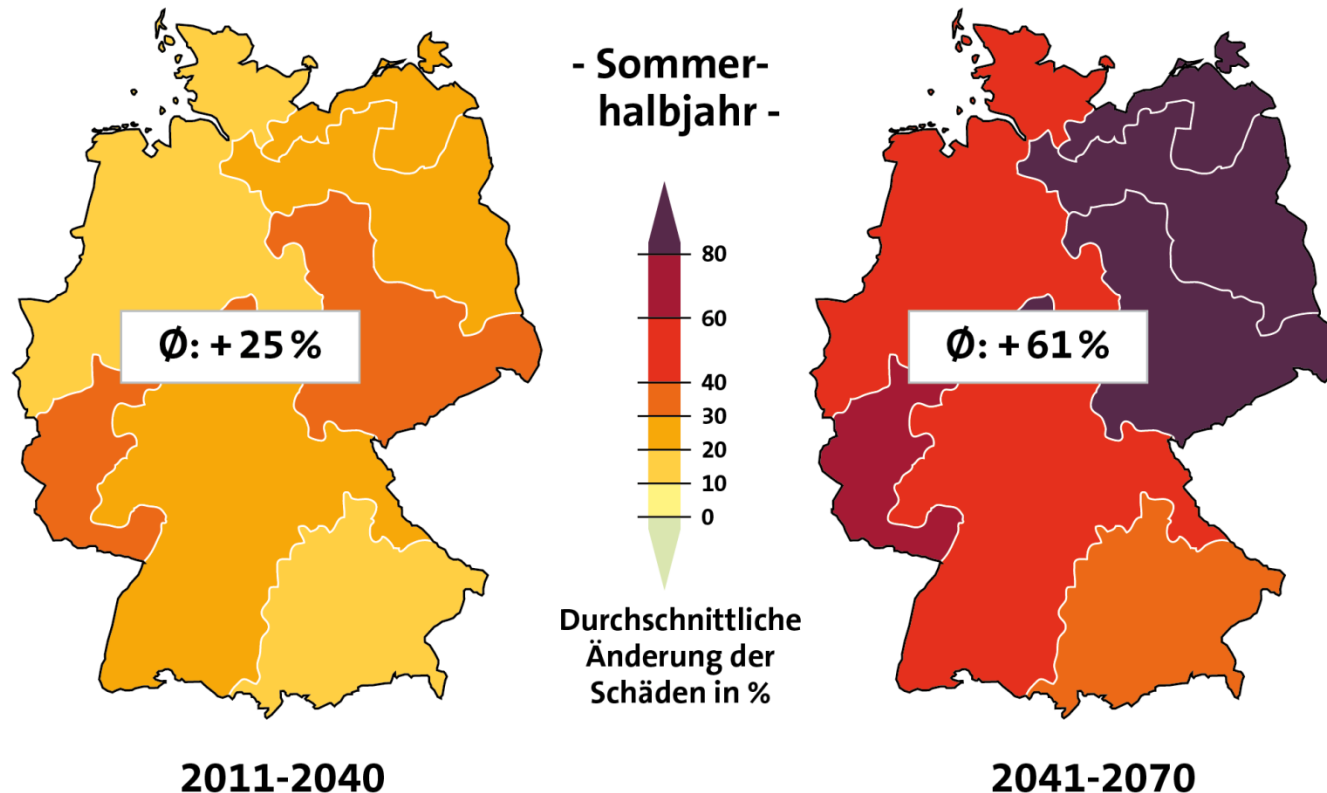 - Sommer-
halbjahr -
Ø: +25 %
80
60
40
30
20
10
0
Ø: +61 %
Durchschnittliche
Änderung der
Schäden in %
2011-2040
2041-2070